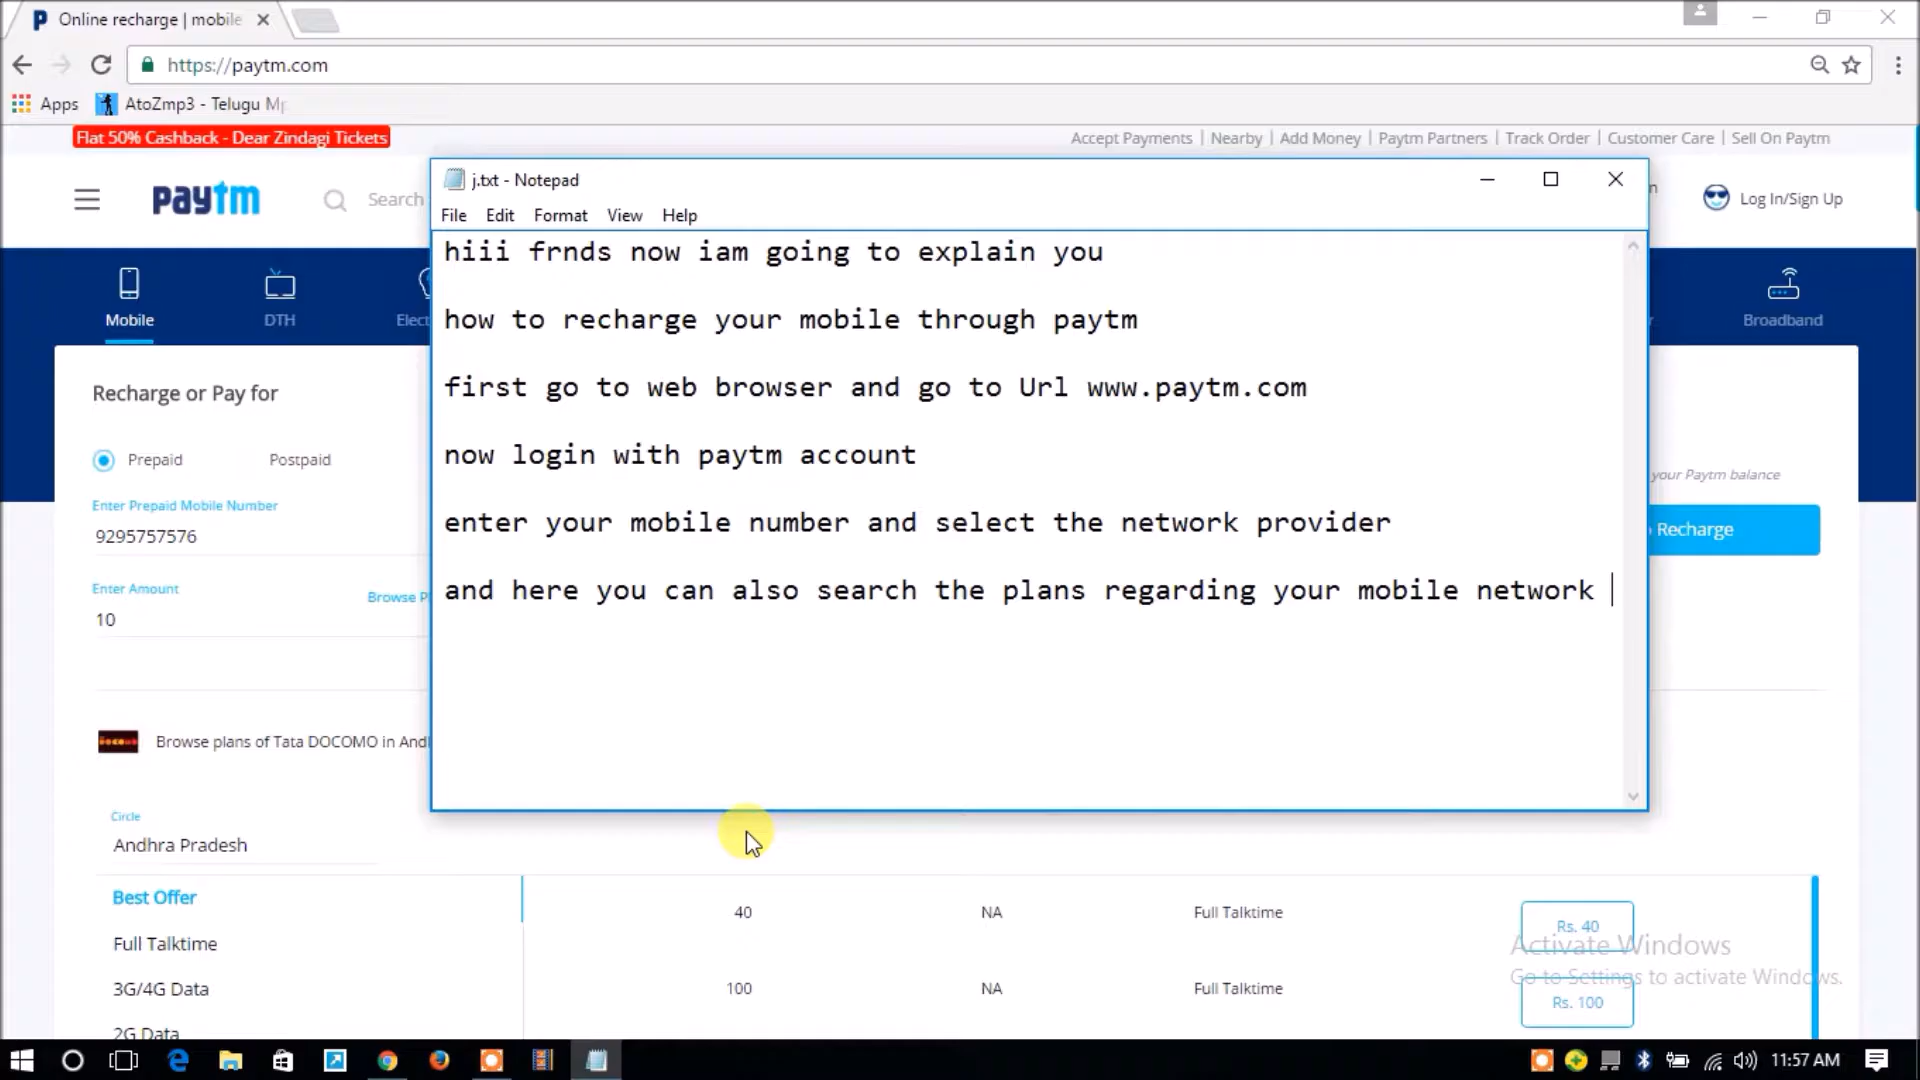 Online recharge | mobile
https://paytm.com
Apps
AtoZmp3 - Telugu Mp
Flat 50% Cashback - Dear Zindagi Tickets
Accept Payments | Nearby | Add Money | Paytm Partners | Track Order | Customer Care | Sell On Paytm
paytm
Search
Log In/Sign Up
j.txt - Notepad
File Edit Format View Help
hiii frnds now iam going to explain you
how to recharge your mobile through paytm
first go to web browser and go to Url www.paytm.com
now login with paytm account
enter your mobile number and select the network provider
and here you can also search the plans regarding your mobile network
Mobile
DTH
Elect
Broadband
Recharge or Pay for
Prepaid
Postpaid
your Paytm balance
Enter Prepaid Mobile Number
9295757576
Recharge
Enter Amount
Browse P
10
Browse plans of Tata DOCOMO in Andh
Circle
Andhra Pradesh
Best Offer
Full Talktime
3G/4G Data
2G Data
40 NA Full Talktime Rs. 40
100 NA Full Talktime Rs. 100
Activate Windows
Go to Settings to activate Windows.
11:57 AM